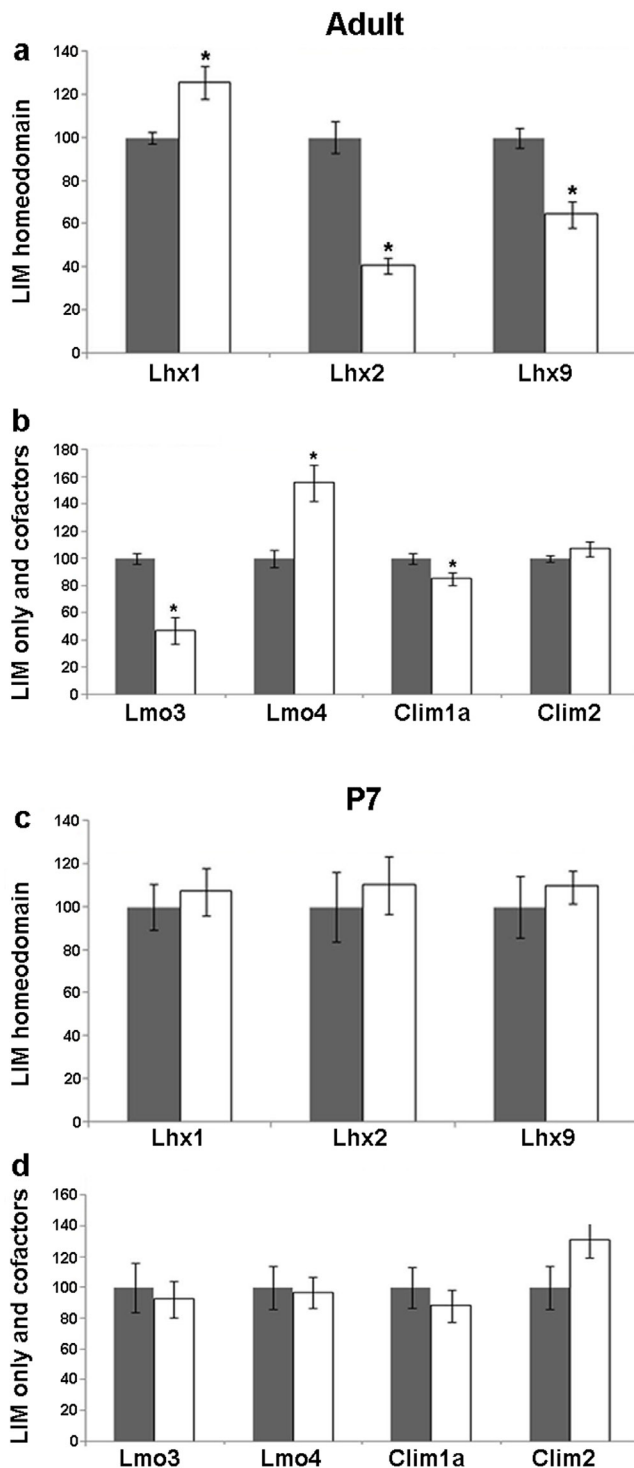 Adult
a
LIM homeodomain
140
120
100
80
60
40
20
0
*
*
*
Lhx1 Lhx2 Lhx9
b
LIM only and cofactors
180
160
140
120
100
80
60
40
20
0
*
*
*
Lmo3 Lmo4 Clim1a Clim2
P7
c
LIM homeodomain
140
120
100
80
60
40
20
0
Lhx1 Lhx2 Lhx9
d
LIM only and cofactors
160
140
120
100
80
60
40
20
0
Lmo3 Lmo4 Clim1a Clim2